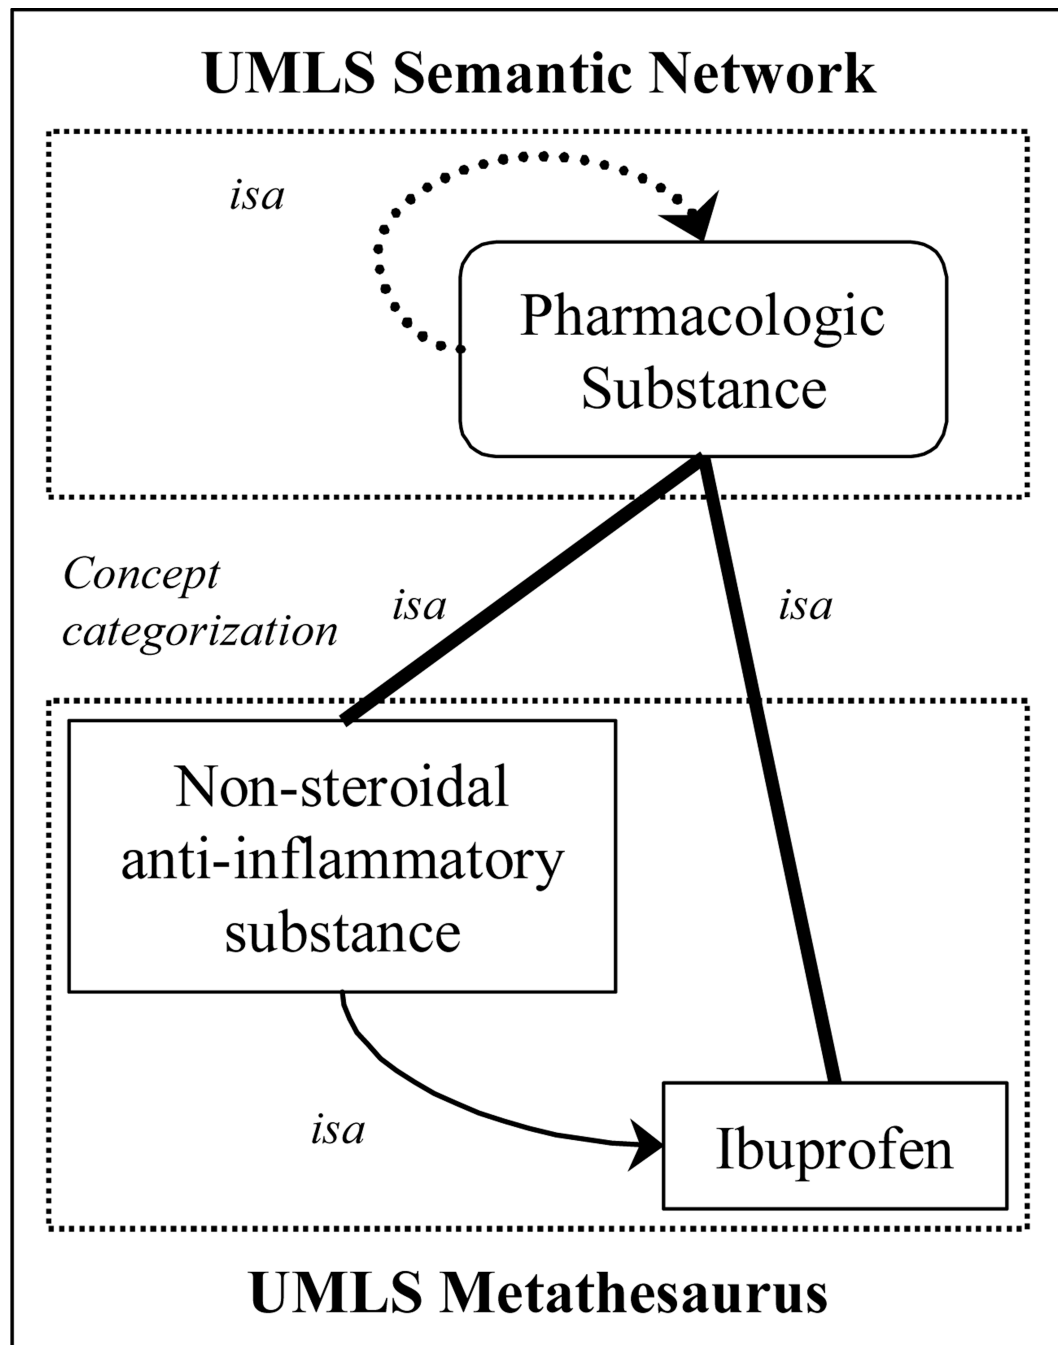 UMLS Semantic Network
isa
Pharmacologic
Substance
Concept
categorization
isa
isa
Non-steroidal
anti-inflammatory
substance
isa
Ibuprofen
UMLS Metathesaurus